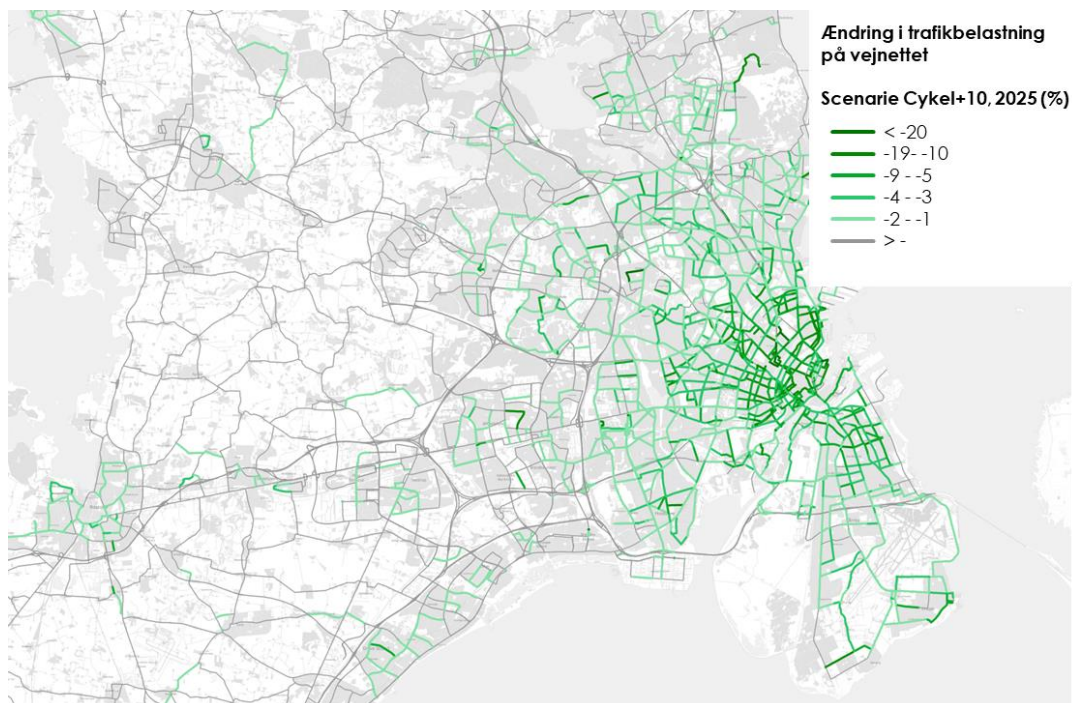 Ændring i trafikbelastning
på vejnettet
Scenarie Cykel+10, 2025 (%)
< -20
-19- -10
-9 - -5
-4 - -3
-2 - -1
> -